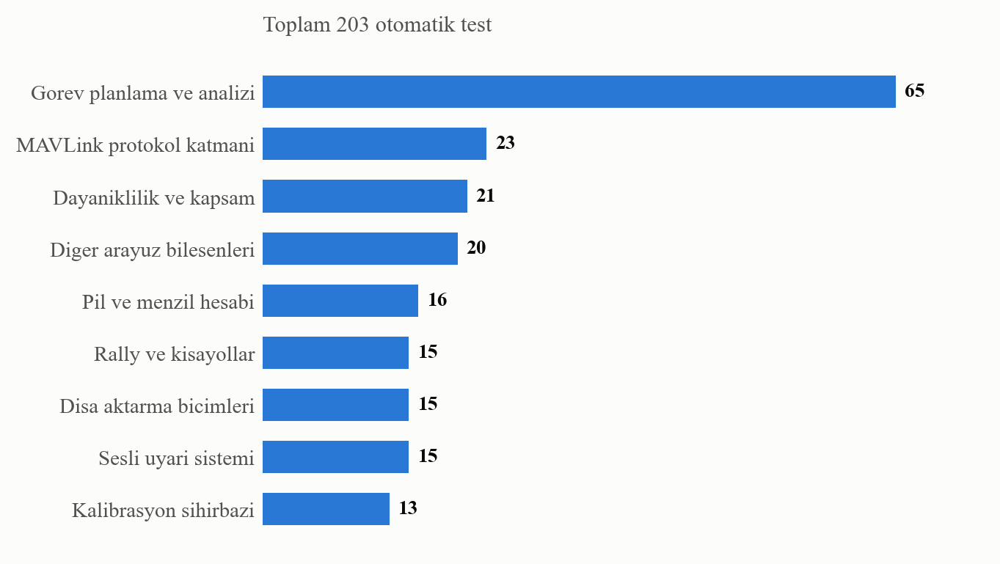 Toplam 203 otomatik test
Gorev planlama ve analizi 65
MAVLink protokol katmani 23
Dayaniklilik ve kapsam 21
Diger arayuz bilesenleri 20
Pil ve menzil hesabi 16
Rally ve kisayollar 15
Disa aktarma bicimleri 15
Sesli uyari sistemi 15
Kalibrasyon sihirbazi 13